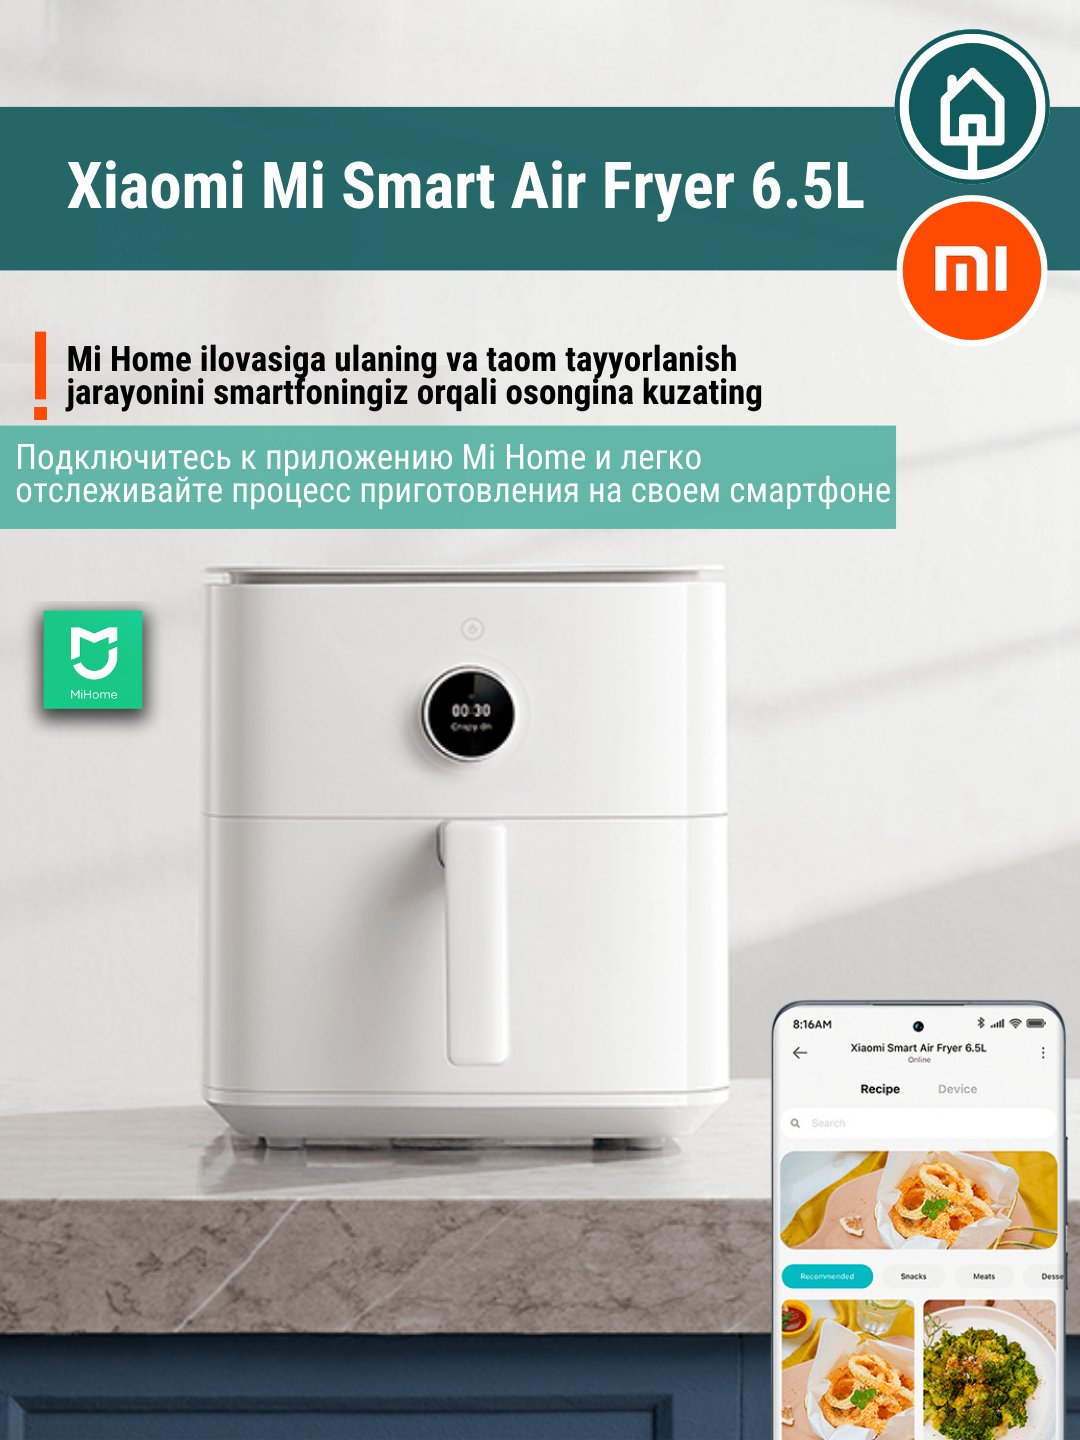 Xiaomi Mi Smart Air Fryer 6.5L
mı
Mi Home ilovasiga ulaning va taom tayyorlanish
jarayonini smartfoningiz orqali osongina kuzating
Подключитесь к приложению Mi Home и легко
отслеживайте процесс приготовления на своем смартфоне
MiHome
00:30
8:16AM
Xiaomi Smart Air Fryer 6.5L
Online
Recipe Device
Search
Recommended Snacks Meats Desse